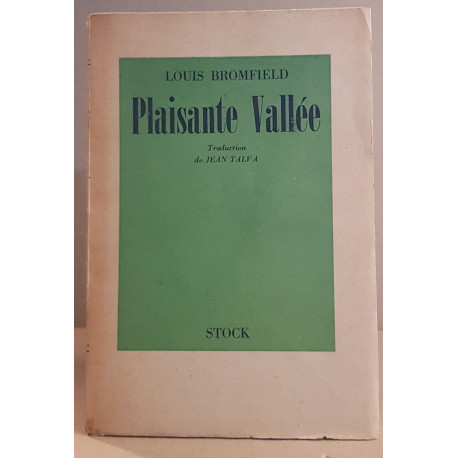 LOUIS BROMFIELD
Plaisante Vallée
Traduction
de JEAN TALVA
STOCK